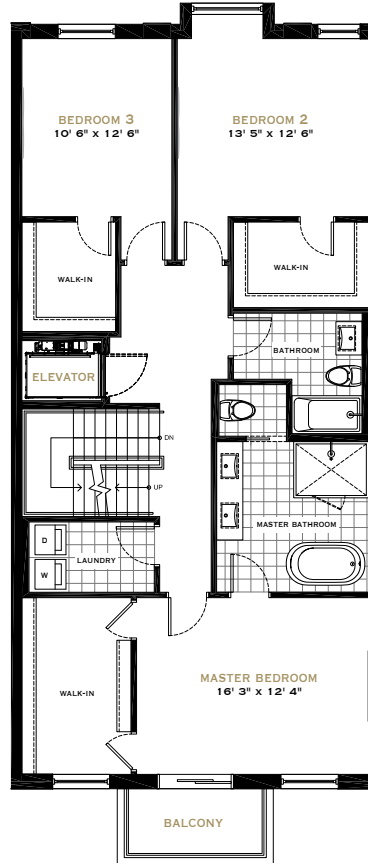 BEDROOM 3
10' 6" x 12' 6"
BEDROOM 2
13' 5" x 12' 6"
WALK-IN
WALK-IN
BATHROOM
ELEVATOR
DN
UP
D
W
LAUNDRY
MASTER BATHROOM
MASTER BEDROOM
16' 3" x 12' 4"
WALK-IN
BALCONY